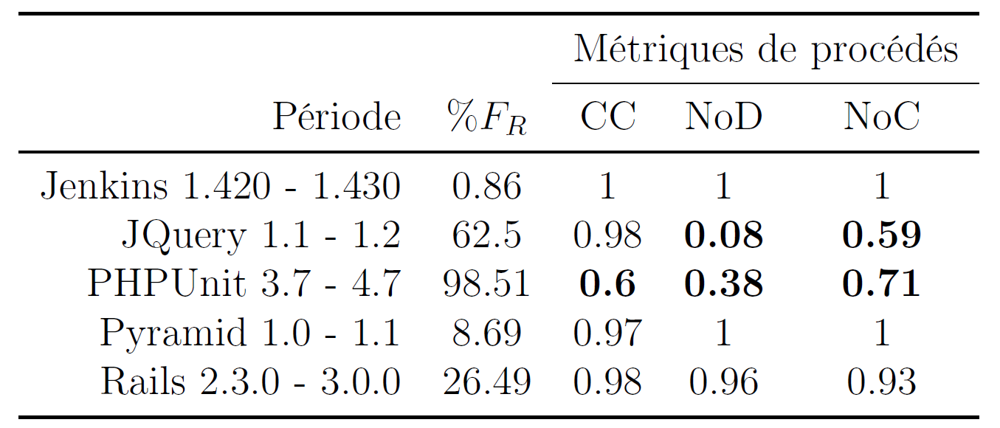 Métriques de procédés
Période %F_R CC NoD NoC
Jenkins 1.420 - 1.430 0.86 1 1 1
JQuery 1.1 - 1.2 62.5 0.98 0.08 0.59
PHPUnit 3.7 - 4.7 98.51 0.6 0.38 0.71
Pyramid 1.0 - 1.1 8.69 0.97 1 1
Rails 2.3.0 - 3.0.0 26.49 0.98 0.96 0.93